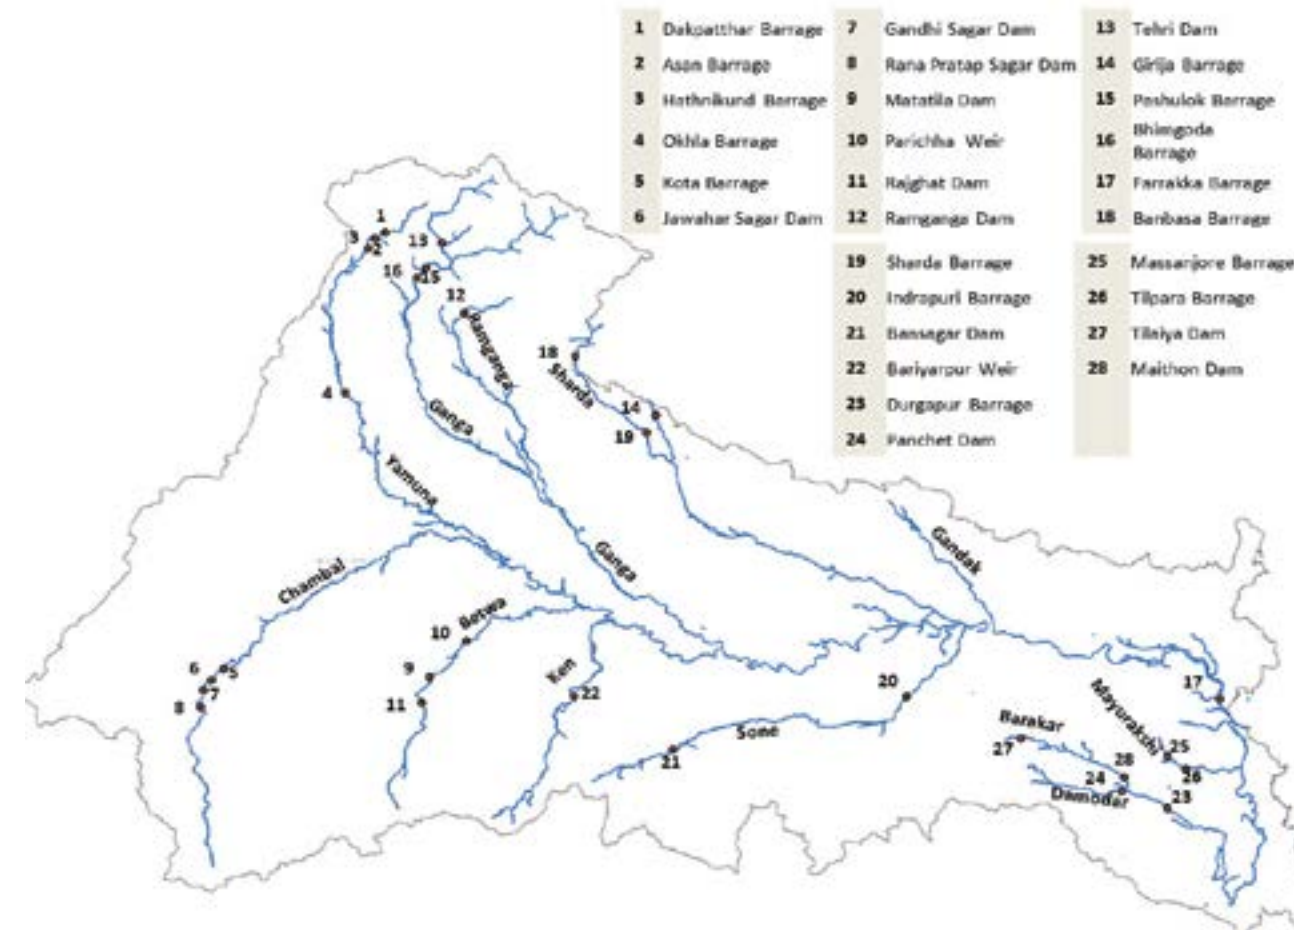 1 Dakpatthar Barrage
2 Asan Barrage
3 Hathnikund Barrage
4 Okhla Barrage
5 Kota Barrage
6 Jawahar Sagar Dam
7 Gandhi Sagar Dam
8 Rana Pratap Sagar Dam
9 Matatila Dam
10 Parichha Weir
11 Rajghat Dam
12 Ramganga Dam
13 Tehri Dam
14 Girija Barrage
15 Pashulok Barrage
16 Bhimgoda
Barrage
17 Farrakka Barrage
18 Banbasa Barrage
19 Sharda Barrage
20 Indrapuri Barrage
21 Bansagar Dam
22 Bariyarpur Weir
23 Durgapur Barrage
24 Panchet Dam
25 Massanjore Barrage
26 Tilpara Barrage
27 Tilaiya Dam
28 Maithon Dam
1
3
2
13
16
15
12
Ramganga
18
Sharda
4
14
19
Ganga
Yamuna
Ganga
Gandak
Chambal
10
Betwa
6
5
7
8
9
11
Ken
22
20
17
Mayurakshi
Sone
21
Barakar
27
25
26
28
24
Damodar
23